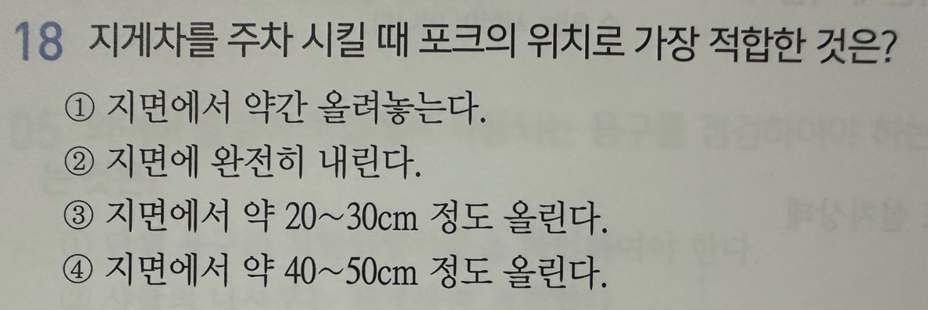 18 지게차를 주차 시킬 때 포크의 위치로 가장 적합한 것은?
① 지면에서 약간 올려놓는다.
② 지면에 완전히 내린다.
③ 지면에서 약 20~30cm 정도 올린다.
④ 지면에서 약 40~50cm 정도 올린다.